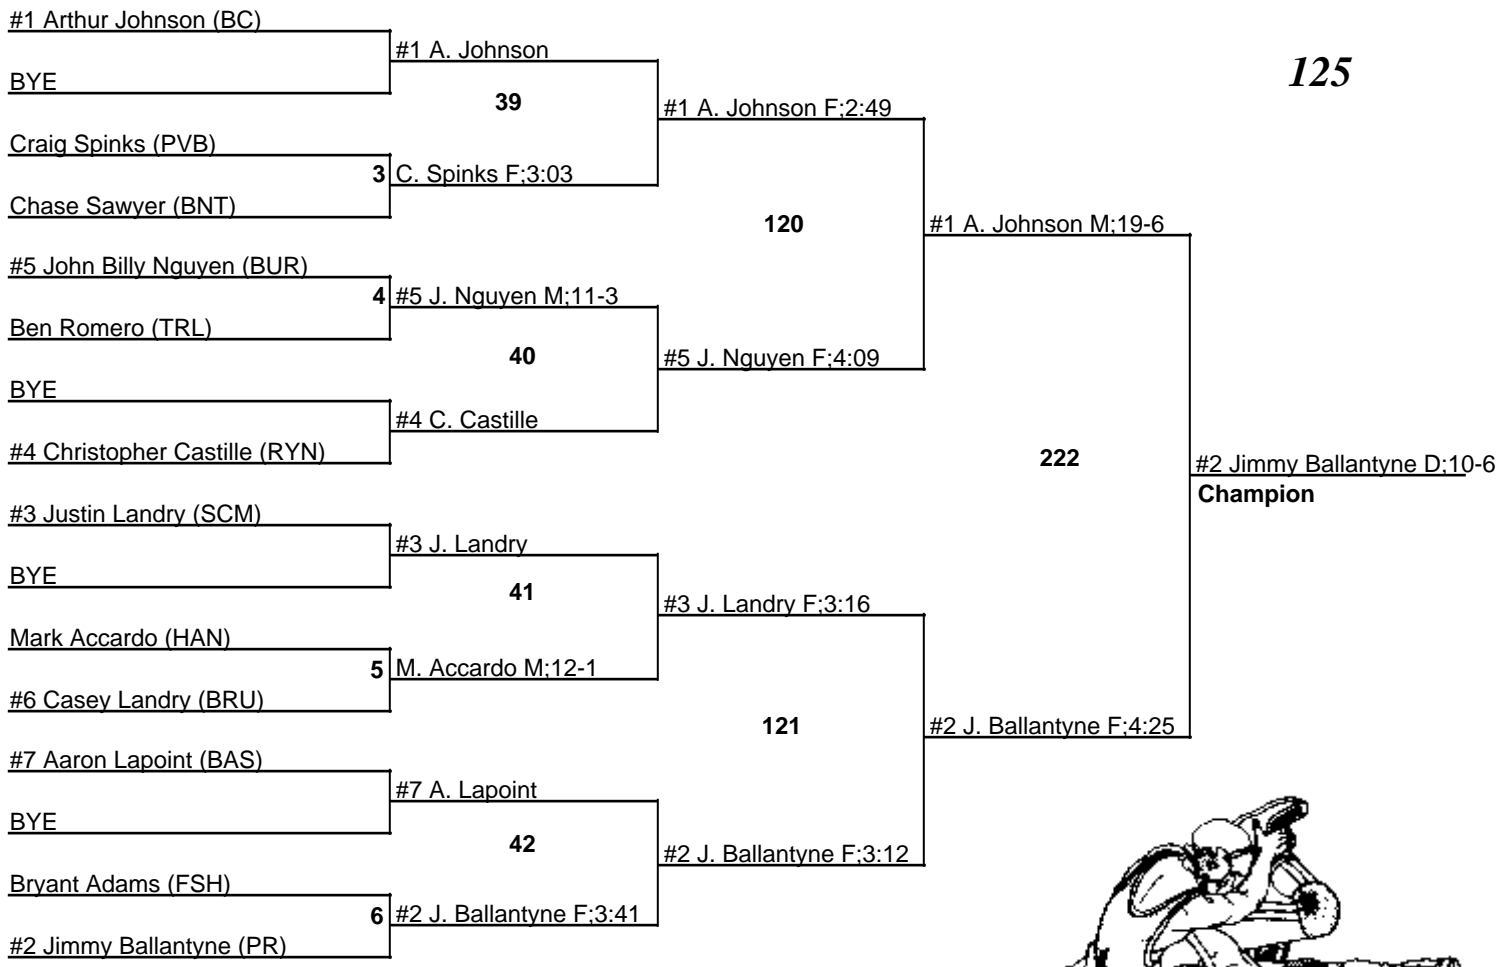 #1 Arthur Johnson (BC)
BYE
Craig Spinks (PVB)
Chase Sawyer (BNT)
#5 John Billy Nguyen (BUR)
Ben Romero (TRL)
BYE
#4 Christopher Castille (RYN)
#3 Justin Landry (SCM)
BYE
Mark Accardo (HAN)
#6 Casey Landry (BRU)
#7 Aaron Lapoint (BAS)
BYE
Bryant Adams (FSH)
#2 Jimmy Ballantyne (PR)
#1 A. Johnson
39
3 C. Spinks F;3:03
4 #5 J. Nguyen M;11-3
40
#4 C. Castille
#3 J. Landry
41
5 M. Accardo M;12-1
#7 A. Lapoint
42
6 #2 J. Ballantyne F;3:41
#1 A. Johnson F;2:49
120
#5 J. Nguyen F;4:09
#3 J. Landry F;3:16
121
#2 J. Ballantyne F;3:12
#1 A. Johnson M;19-6
222
#2 J. Ballantyne F;4:25
125
#2 Jimmy Ballantyne D;10-6
Champion